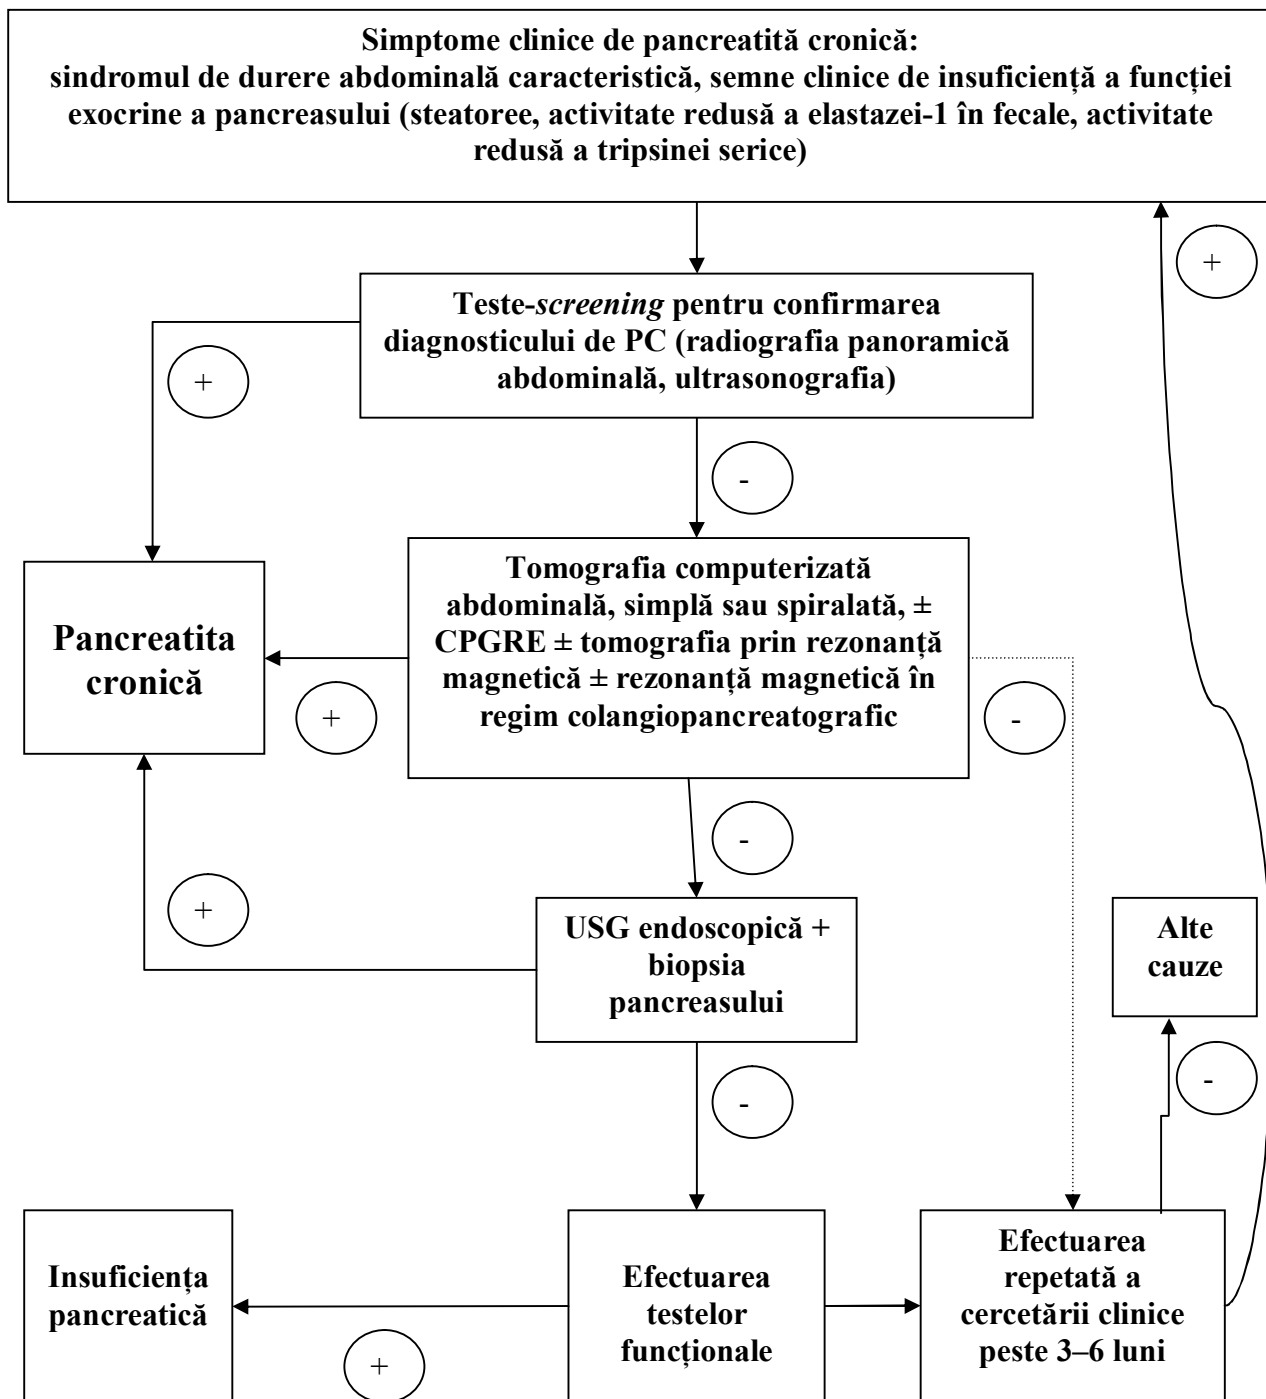 Simptome clinice de pancreatită cronică:
sindromul de durere abdominală caracteristică, semne clinice de insuficiență a funcției
exocrine a pancreasului (steatoree, activitate redusă a elastazei-1 în fecale, activitate
redusă a tripsinei serice)
+
Teste-screening pentru confirmarea
diagnosticului de PC (radiografia panoramică
abdominală, ultrasonografia)
+
-
Tomografia computerizată
abdominală, simplă sau spiralată, ±
CPGRE ± tomografia prin rezonanță
magnetică ± rezonanță magnetică în
regim colangiopancreatografic
Pancreatita
cronică
+
-
-
+
USG endoscopică +
biopsia
pancreasului
Alte
cauze
-
-
Insuficiența
pancreatică
+
Efectuarea
testelor
funcționale
Efectuarea
repetată a
cercetării clinice
peste 3–6 luni